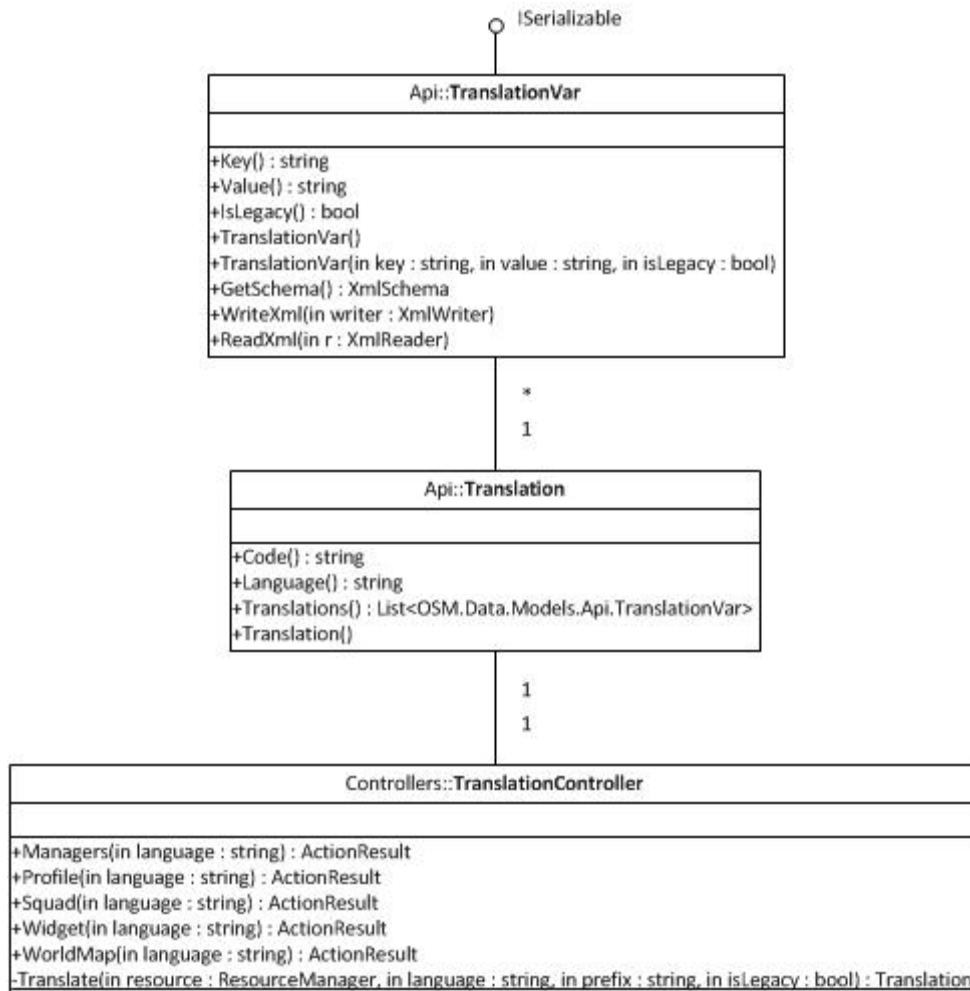 ISerializable
Api::TranslationVar
+Key() : string
+Value() : string
+IsLegacy() : bool
+TranslationVar()
+TranslationVar(in key : string, in value : string, in isLegacy : bool)
+GetSchema() : XmlSchema
+WriteXml(in writer : XmlWriter)
+ReadXml(in r : XmlReader)
*
1
Api::Translation
+Code() : string
+Language() : string
+Translations() : List<OSM.Data.Models.Api.TranslationVar>
+Translation()
1
1
Controllers::TranslationController
+Managers(in language : string) : ActionResult
+Profile(in language : string) : ActionResult
+Squad(in language : string) : ActionResult
+Widget(in language : string) : ActionResult
+WorldMap(in language : string) : ActionResult
-Translate(in resource : ResourceManager, in language : string, in prefix : string, in isLegacy : bool) : Translation